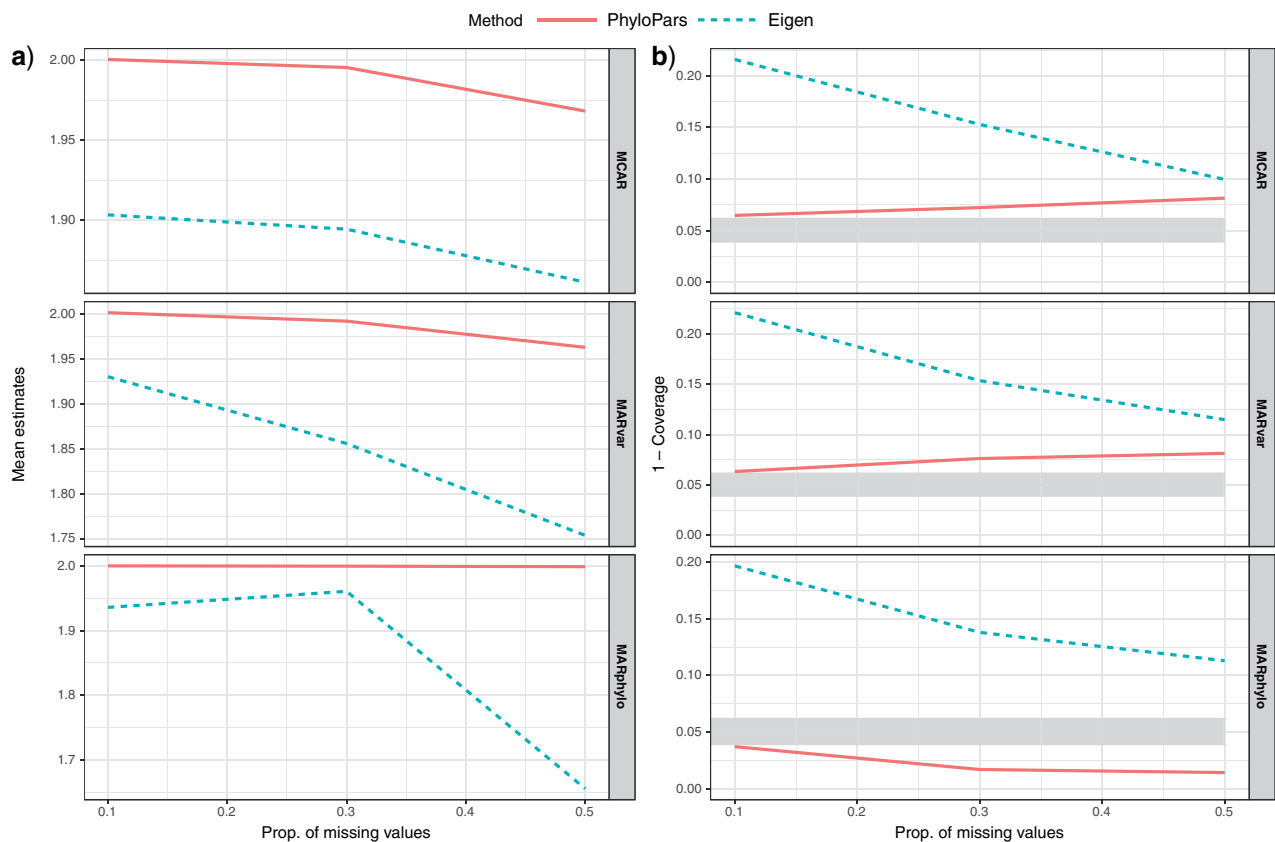 Method PhyloPars Eigen
a)
2.00
1.95
1.90
MCAR
2.00
1.95
1.90
1.85
1.80
1.75
MARvar
2.0
1.9
1.8
1.7
MARphylo
0.1 0.2 0.3 0.4 0.5
Prop. of missing values
Mean estimates
b)
0.20
0.15
0.10
0.05
0.00
MCAR
0.20
0.15
0.10
0.05
0.00
MARvar
0.20
0.15
0.10
0.05
0.00
MARphylo
0.1 0.2 0.3 0.4 0.5
Prop. of missing values
1 − Coverage